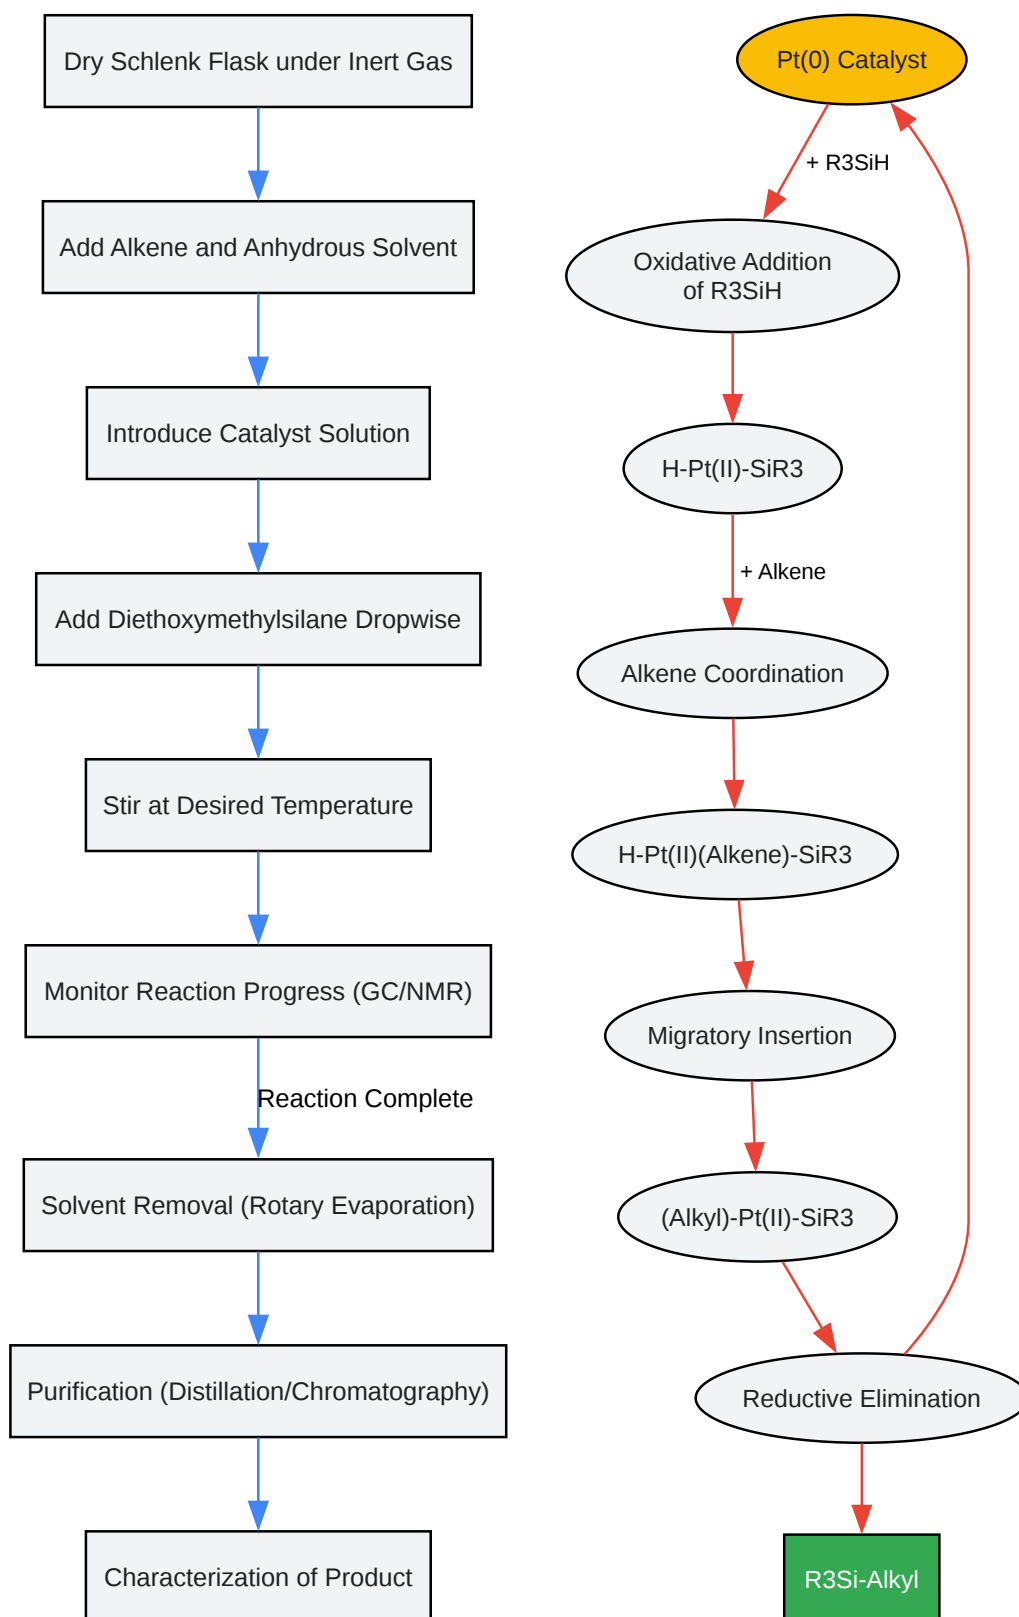 Dry Schlenk Flask under Inert Gas
Add Alkene and Anhydrous Solvent
Introduce Catalyst Solution
Add Diethoxymethylsilane Dropwise
Stir at Desired Temperature
Monitor Reaction Progress (GC/NMR)
Reaction Complete
Solvent Removal (Rotary Evaporation)
Purification (Distillation/Chromatography)
Characterization of Product
Pt(0) Catalyst
+ R3SiH
Oxidative Addition
of R3SiH
H-Pt(II)-SiR3
+ Alkene
Alkene Coordination
H-Pt(II)(Alkene)-SiR3
Migratory Insertion
(Alkyl)-Pt(II)-SiR3
Reductive Elimination
R3Si-Alkyl